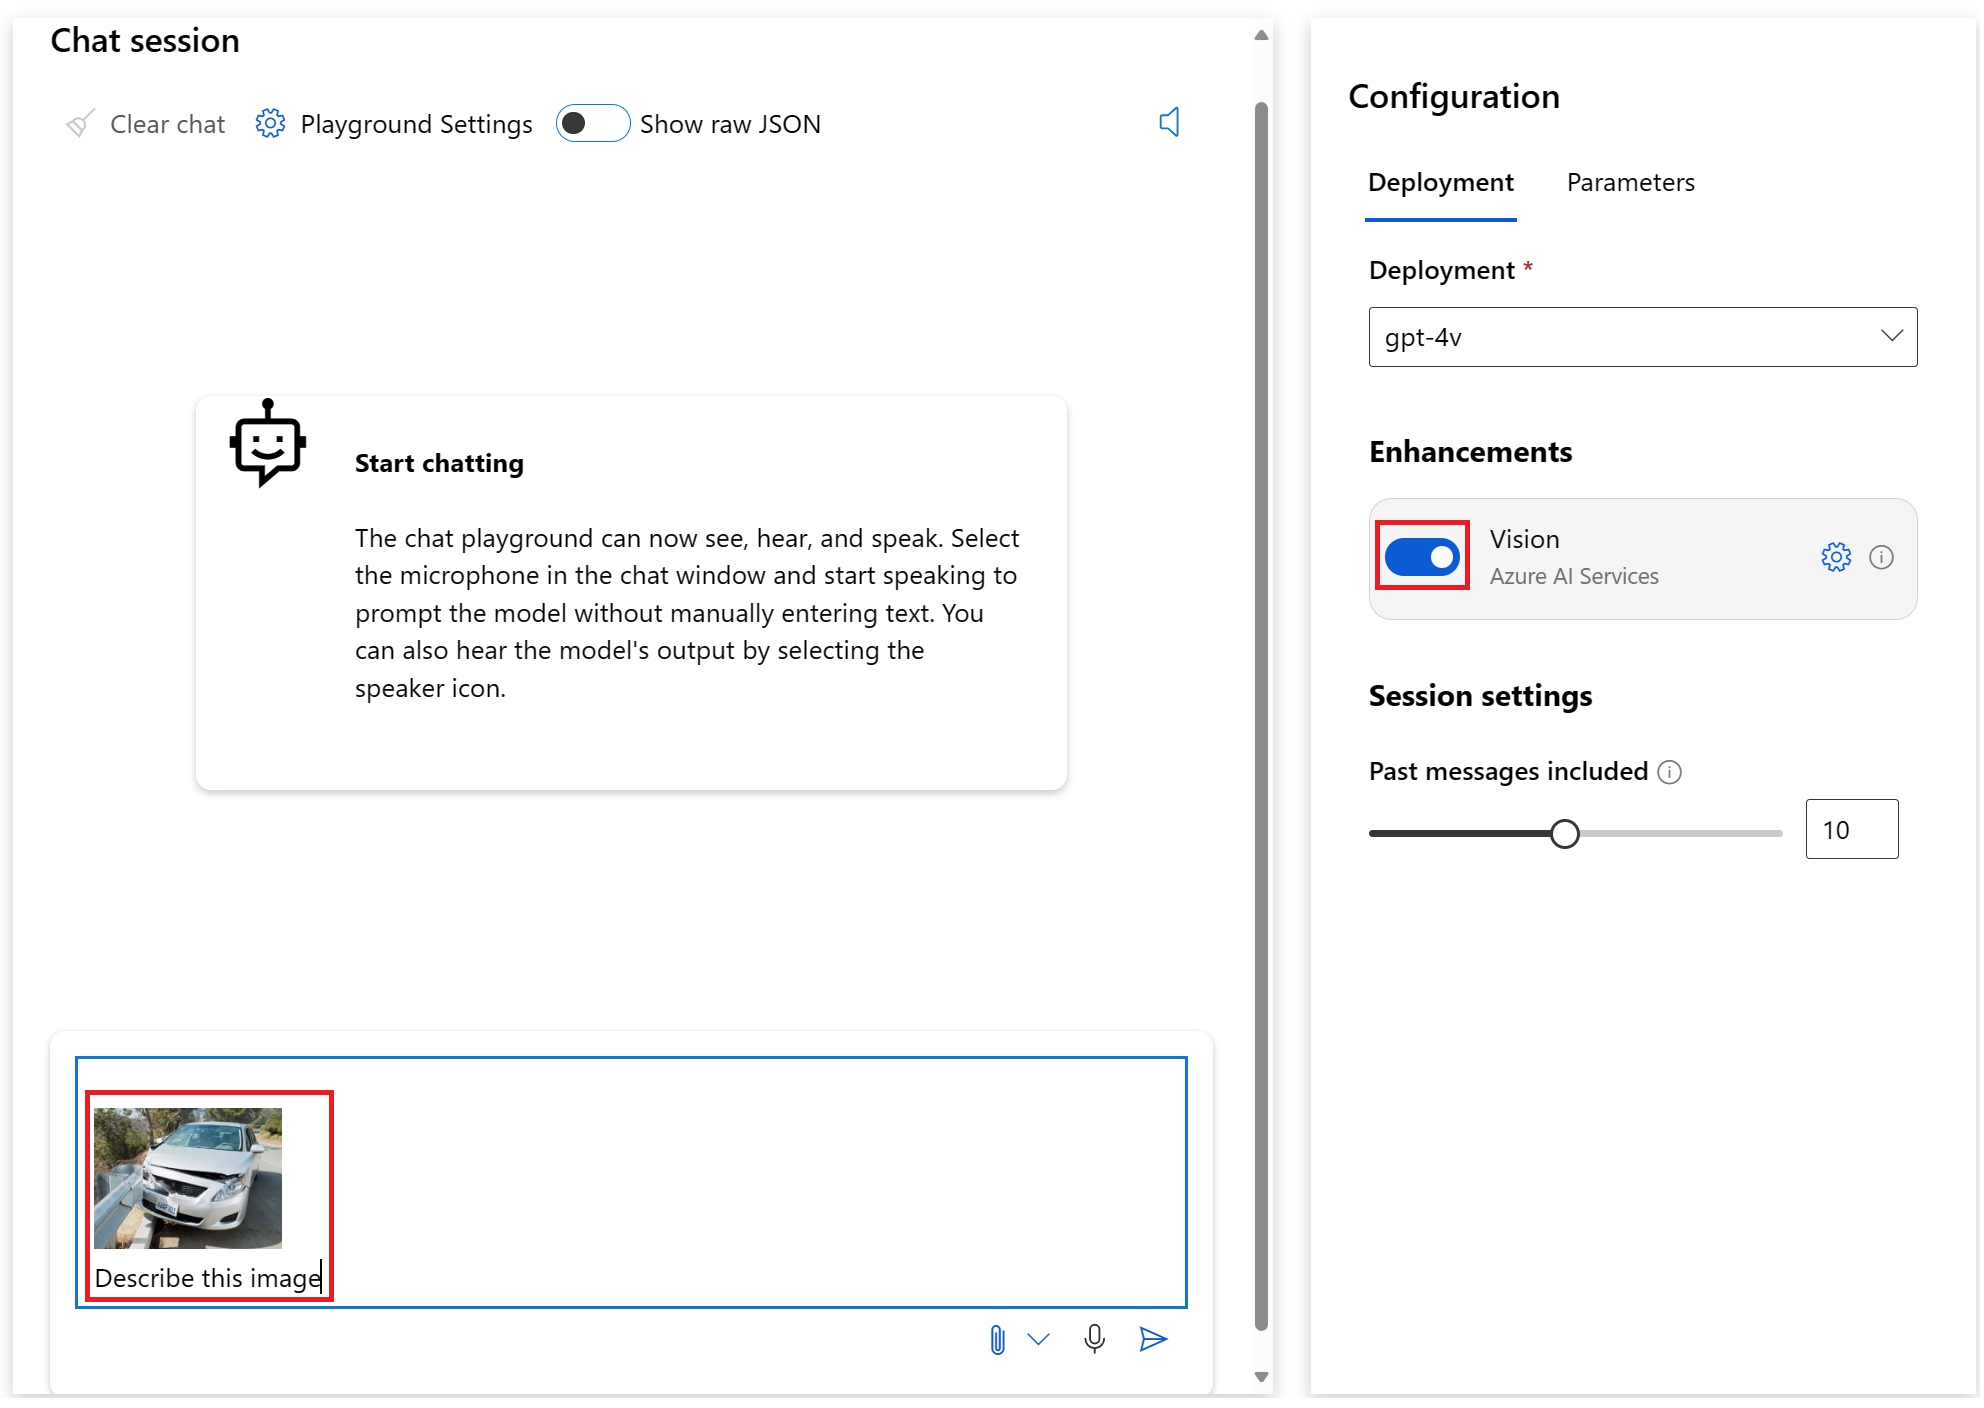 Chat session
Clear chat
Playground Settings
Show raw JSON
Start chatting
The chat playground can now see, hear, and speak. Select
the microphone in the chat window and start speaking to
prompt the model without manually entering text. You
can also hear the model's output by selecting the
speaker icon.
Describe this image
Configuration
Deployment
Parameters
Deployment *
gpt-4v
Enhancements
Vision
Azure AI Services
Session settings
Past messages included
10